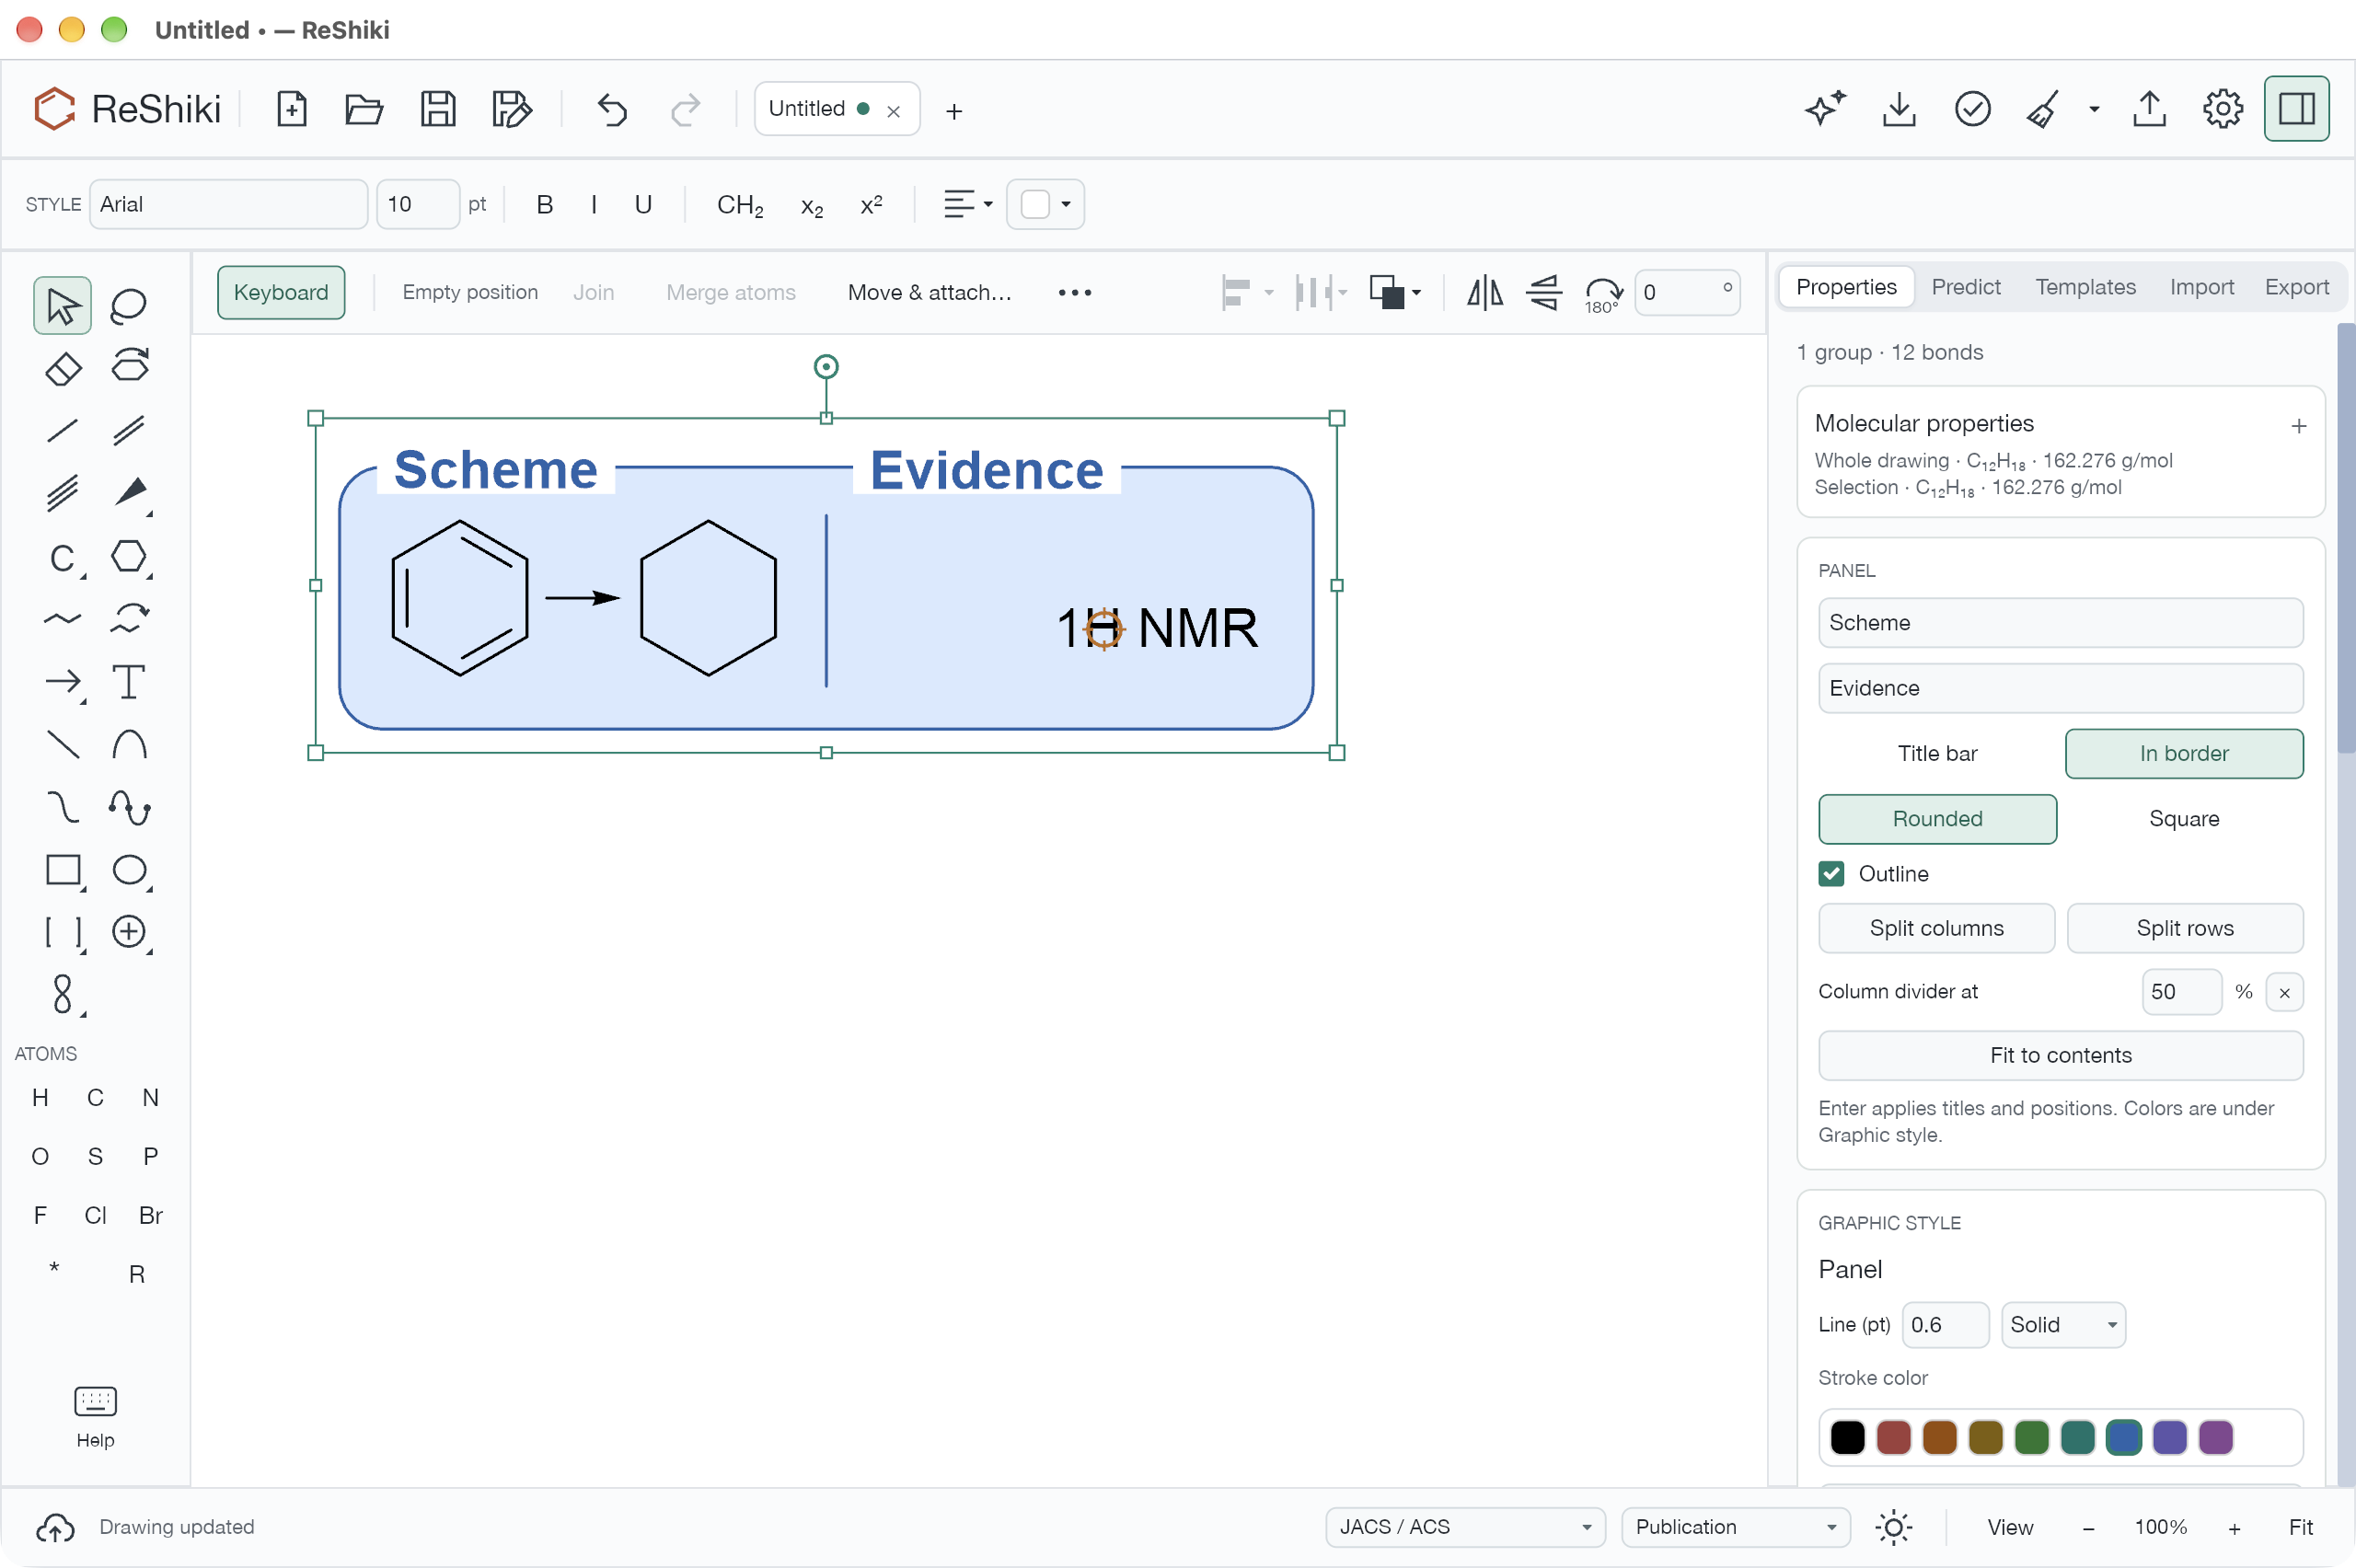 Untitled • — ReShiki
ReShiki
Untitled
STYLE Arial 10 pt B I U CH₂ x₂ x²
Keyboard Empty position Join Merge atoms Move & attach... 180° 0 °
Properties Predict Templates Import Export
1 group · 12 bonds
Molecular properties
Whole drawing · C₁₂H₁₈ · 162.276 g/mol
Selection · C₁₂H₁₈ · 162.276 g/mol
PANEL
Scheme
Evidence
Title bar In border
Rounded Square
Outline
Split columns Split rows
Column divider at 50 %
Fit to contents
Enter applies titles and positions. Colors are under
Graphic style.
GRAPHIC STYLE
Panel
Line (pt) 0.6 Solid
Stroke color
Scheme Evidence
1H NMR
C
T
ATOMS
H C N
O S P
F Cl Br
* R
Help
Drawing updated
JACS / ACS Publication View − 100% + Fit